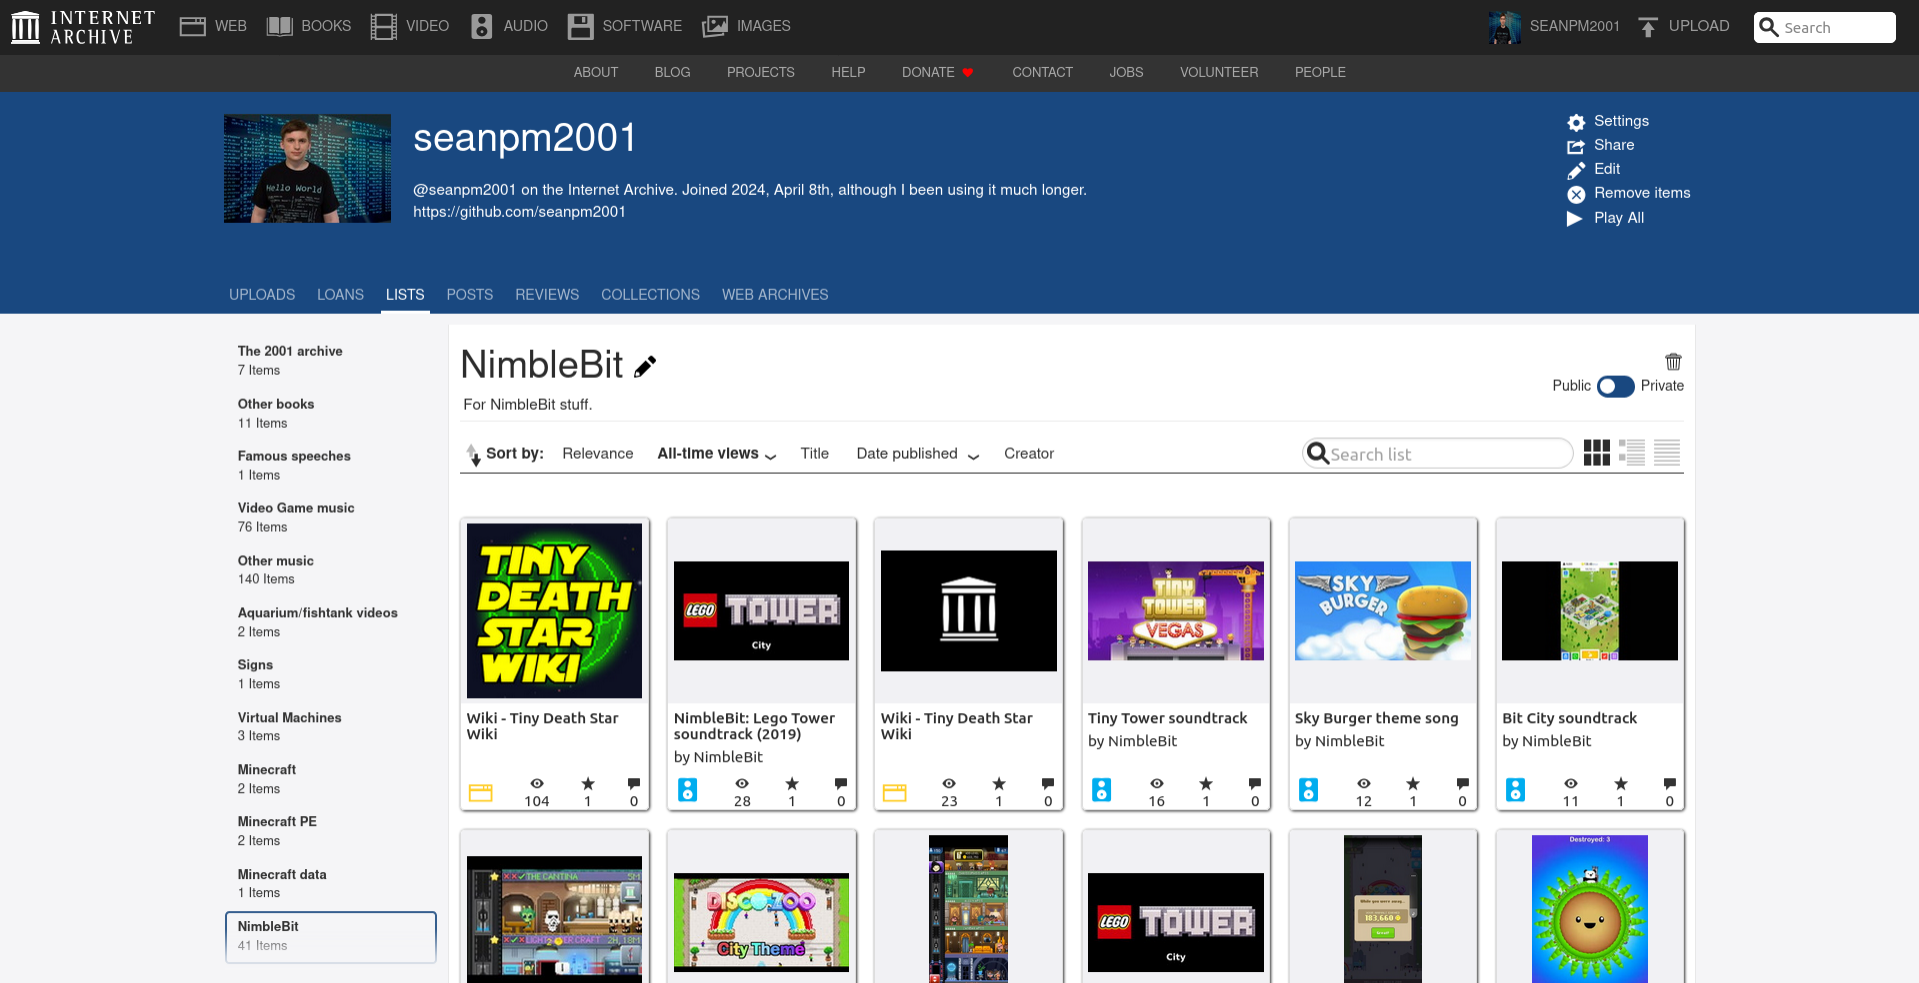 INTERNET ARCHIVE
WEB BOOKS VIDEO AUDIO SOFTWARE IMAGES SEANPM2001 UPLOAD Search
ABOUT BLOG PROJECTS HELP DONATE CONTACT JOBS VOLUNTEER PEOPLE
Hello World
seanpm2001
@seanpm2001 on the Internet Archive. Joined 2024, April 8th, although I been using it much longer.
https://github.com/seanpm2001
Settings
Share
Edit
Remove items
Play All
UPLOADS LOANS LISTS POSTS REVIEWS COLLECTIONS WEB ARCHIVES
The 2001 archive
7 Items
Other books
11 Items
Famous speeches
1 Items
Video Game music
76 Items
Other music
140 Items
Aquarium/fishtank videos
2 Items
Signs
1 Items
Virtual Machines
3 Items
Minecraft
2 Items
Minecraft PE
2 Items
Minecraft data
1 Items
NimbleBit
41 Items
NimbleBit
For NimbleBit stuff.
Public Private
Sort by: Relevance All-time views Title Date published Creator
Search list
TINY
DEATH
STAR
WIKI
Wiki - Tiny Death Star
Wiki
104 1 0
LEGO TOWER
City
NimbleBit: Lego Tower
soundtrack (2019)
by NimbleBit
28 1 0
Wiki - Tiny Death Star
Wiki
23 1 0
TINY
TOWER
VEGAS
Tiny Tower soundtrack
by NimbleBit
16 1 0
SKY
BURGER
Sky Burger theme song
by NimbleBit
12 1 0
Bit City soundtrack
by NimbleBit
11 1 0
THE CANTINA 5M
2H,18M
DISCO ZOO
City Theme
LEGO TOWER
City
While you were away...
183,660
Destroyed: 3